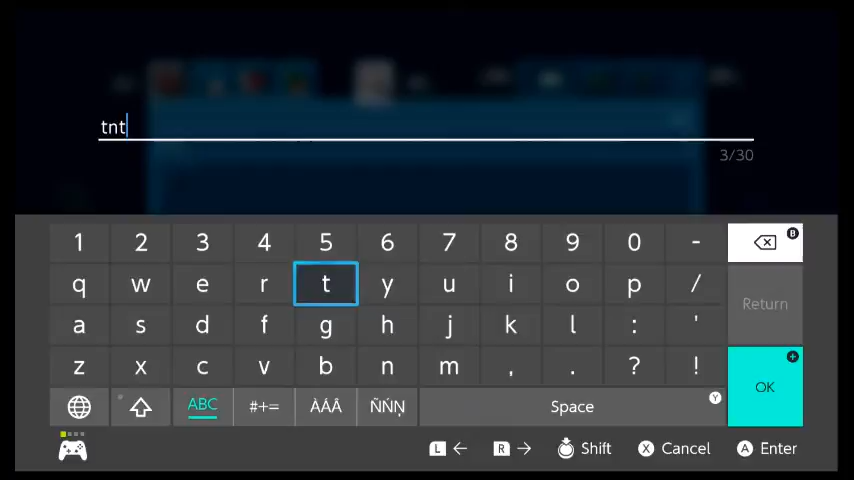 tnt
3/30
1 2 3 4 5 6 7 8 9 0 - B
q w e r t y u i o p / Return
a s d f g h j k l : '
z x c v b n m , . ? ! + OK
ABC #+= ÀÁÂ ÑŃŅ Space Y
L ← R → Shift X Cancel A Enter